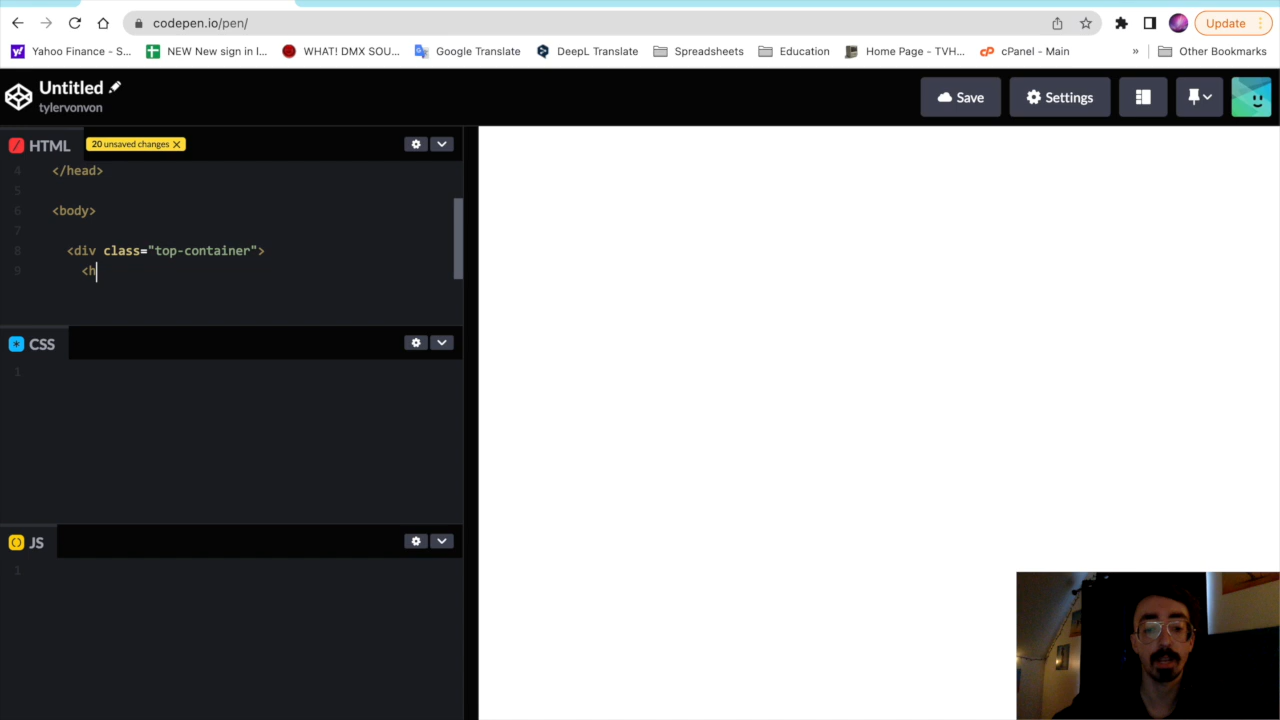 codepen.io/pen/
Update
Yahoo Finance - S...
NEW New sign in l...
WHAT! DMX SOU...
Google Translate
DeepL Translate
Spreadsheets
Education
Home Page - TVH...
cPanel - Main
»
Other Bookmarks
Untitled
tylervonvon
Save
Settings
HTML
20 unsaved changes ×
4 </head>
5
6 <body>
7
8 <div class="top-container">
9 <h
CSS
1
JS
1